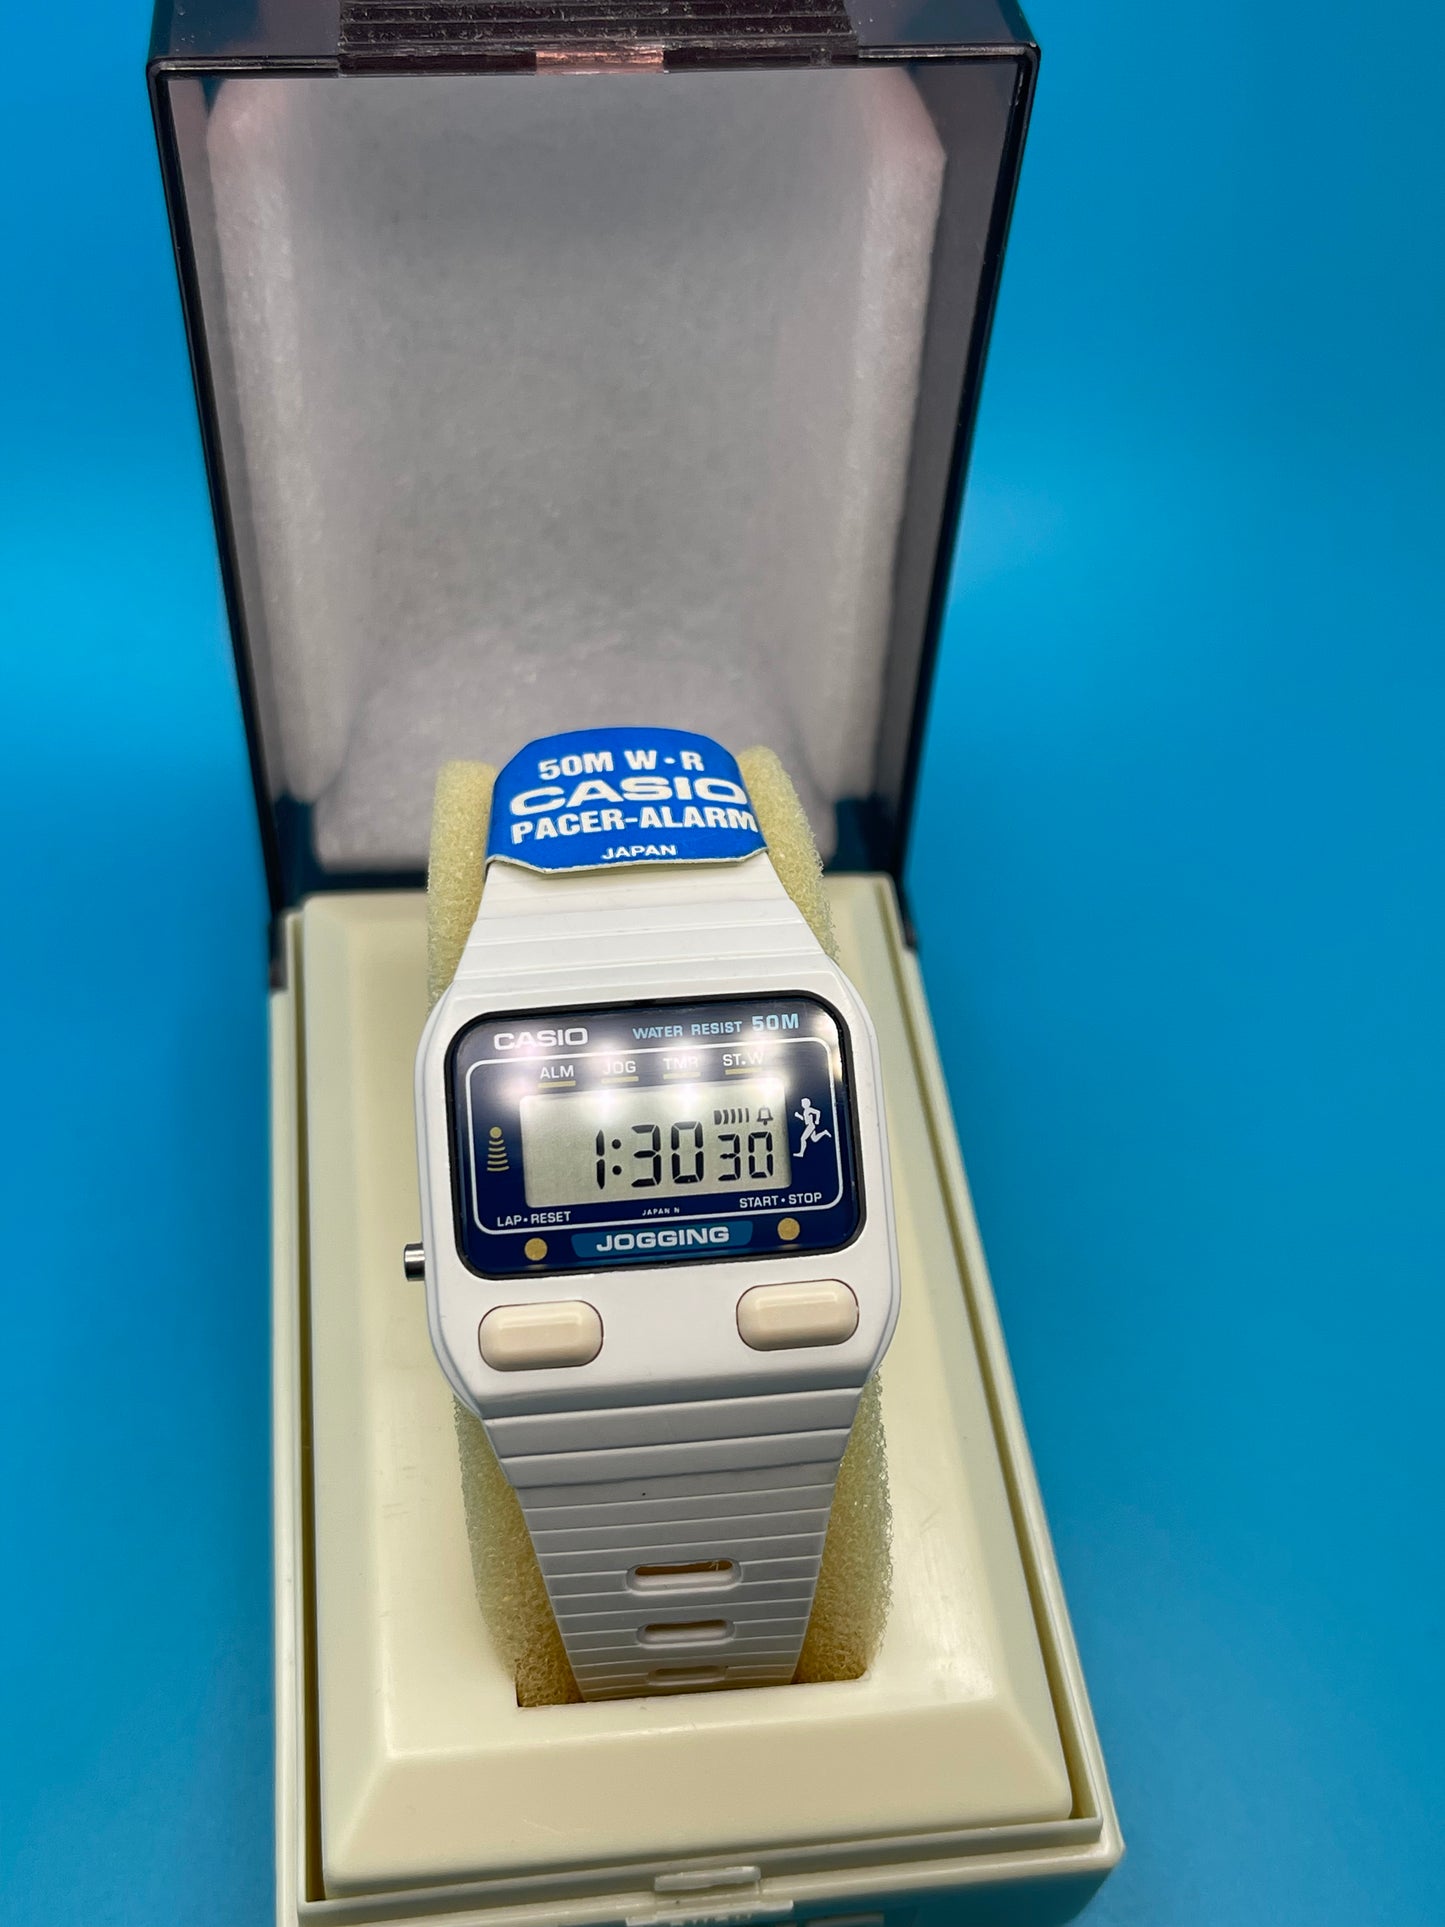 50M W·R
CASIO
PACER-ALARM
JAPAN
CASIO WATER RESIST 50M
ALM JOG TMR ST.W
1:30 30
LAP·RESET JAPAN N START·STOP
JOGGING